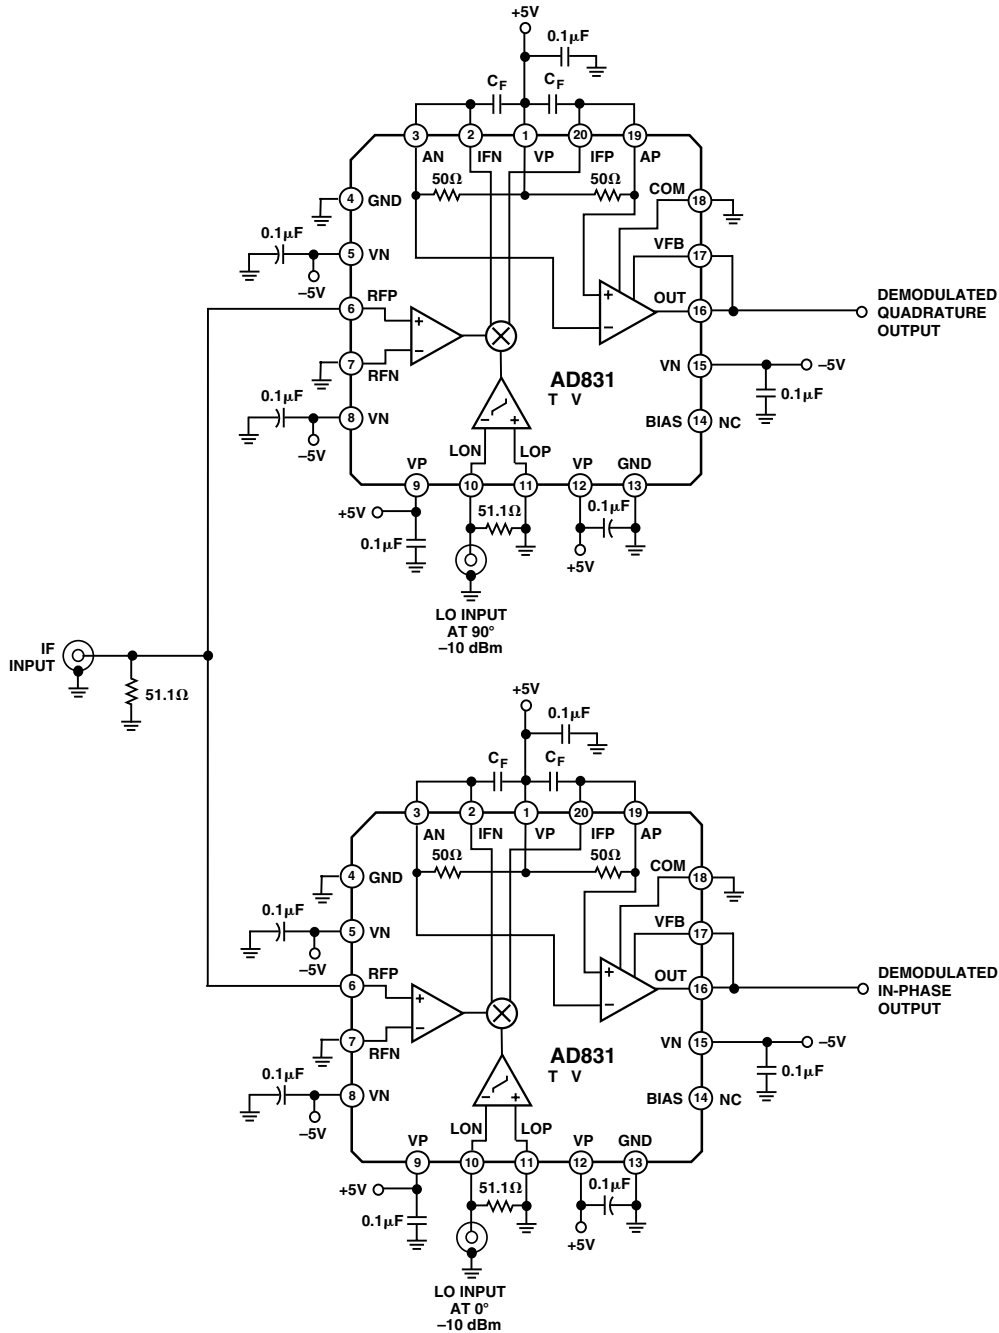 +5V
0.1μF
CF CF
3 2 1 20 19
AN IFN VP IFP AP
50Ω 50Ω
COM 18
4 GND
0.1μF
5 VN
VFB 17
–5V
6 RFP
OUT 16
DEMODULATED
QUADRATURE
OUTPUT
+ –
+ –
7 RFN
VN 15 –5V
AD831
T V
0.1μF
0.1μF
8 VN
BIAS 14 NC
– +
–5V
LON LOP
VP VP GND
9 10 11 12 13
+5V 51.1Ω 0.1μF
0.1μF
+5V
LO INPUT
AT 90°
–10 dBm
IF
INPUT
51.1Ω
+5V
0.1μF
CF CF
3 2 1 20 19
AN IFN VP IFP AP
50Ω 50Ω
COM 18
4 GND
0.1μF
5 VN
VFB 17
–5V
6 RFP
OUT 16
DEMODULATED
IN-PHASE
OUTPUT
+ –
+ –
7 RFN
VN 15 –5V
AD831
T V
0.1μF
0.1μF
8 VN
BIAS 14 NC
– +
–5V
LON LOP
VP VP GND
9 10 11 12 13
+5V 51.1Ω 0.1μF
0.1μF
+5V
LO INPUT
AT 0°
–10 dBm